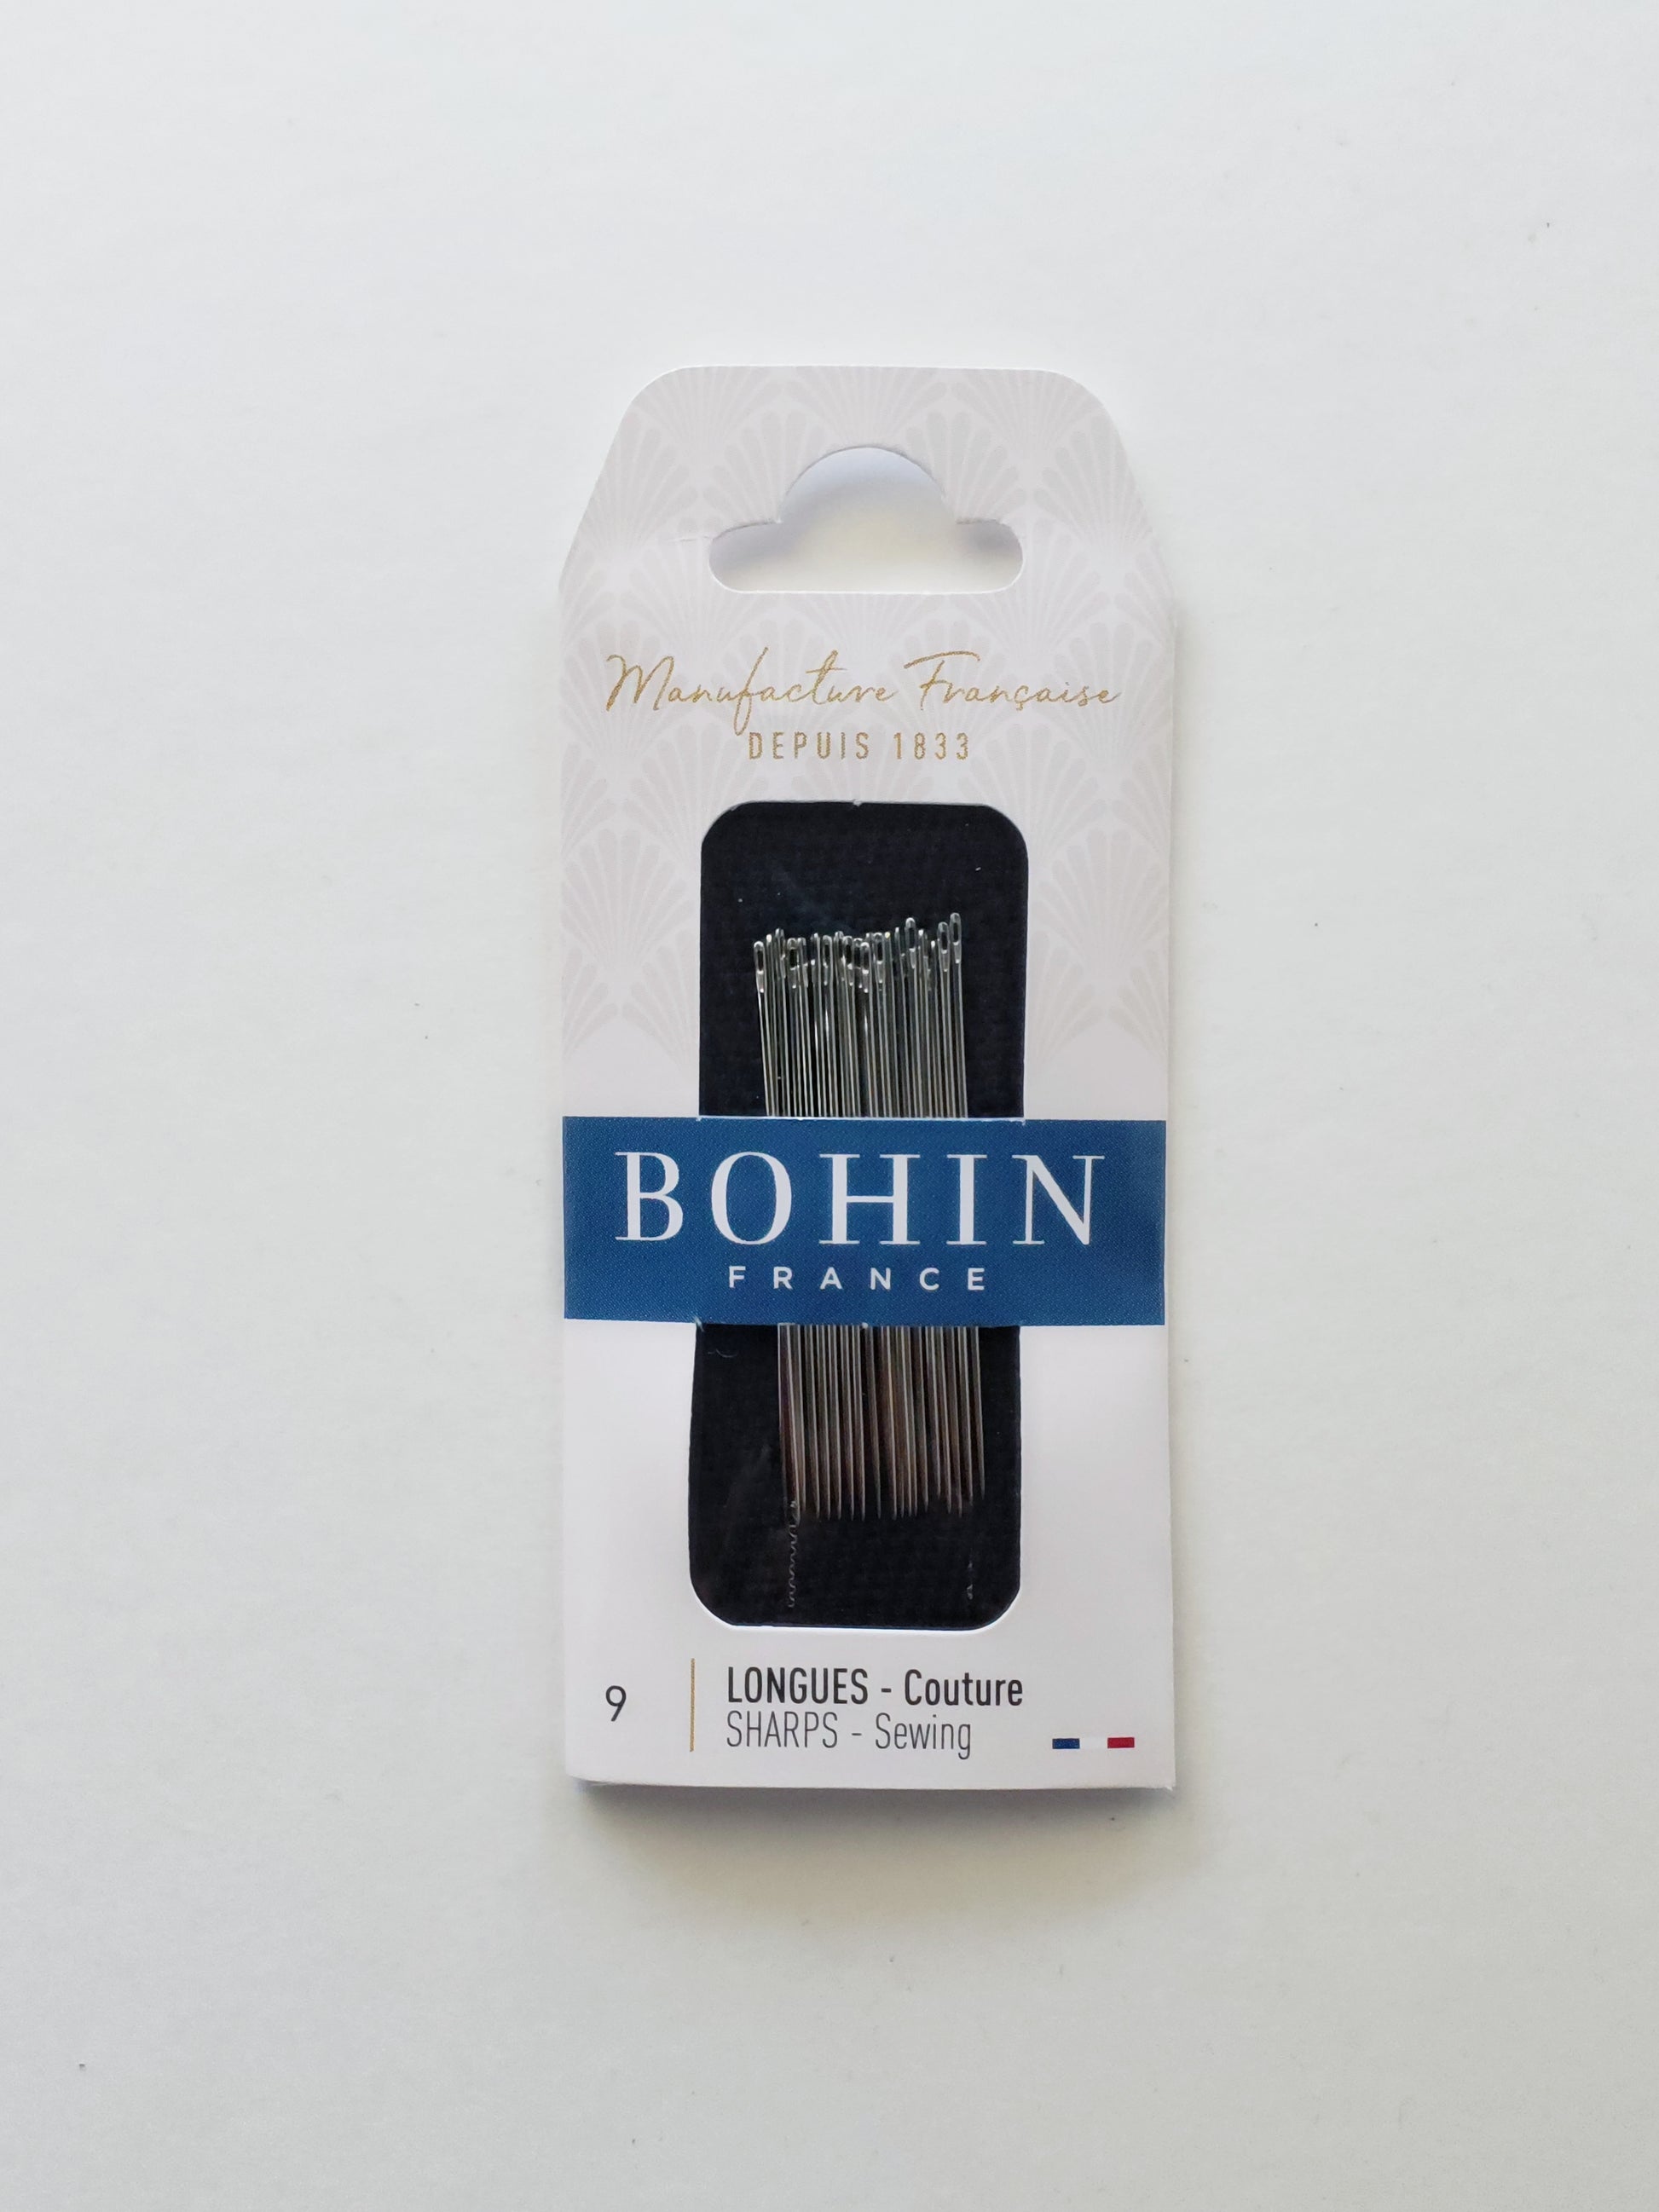 Manufacture Française
DEPUIS 1833
BOHIN
FRANCE
9
LONGUES - Couture
SHARPS - Sewing